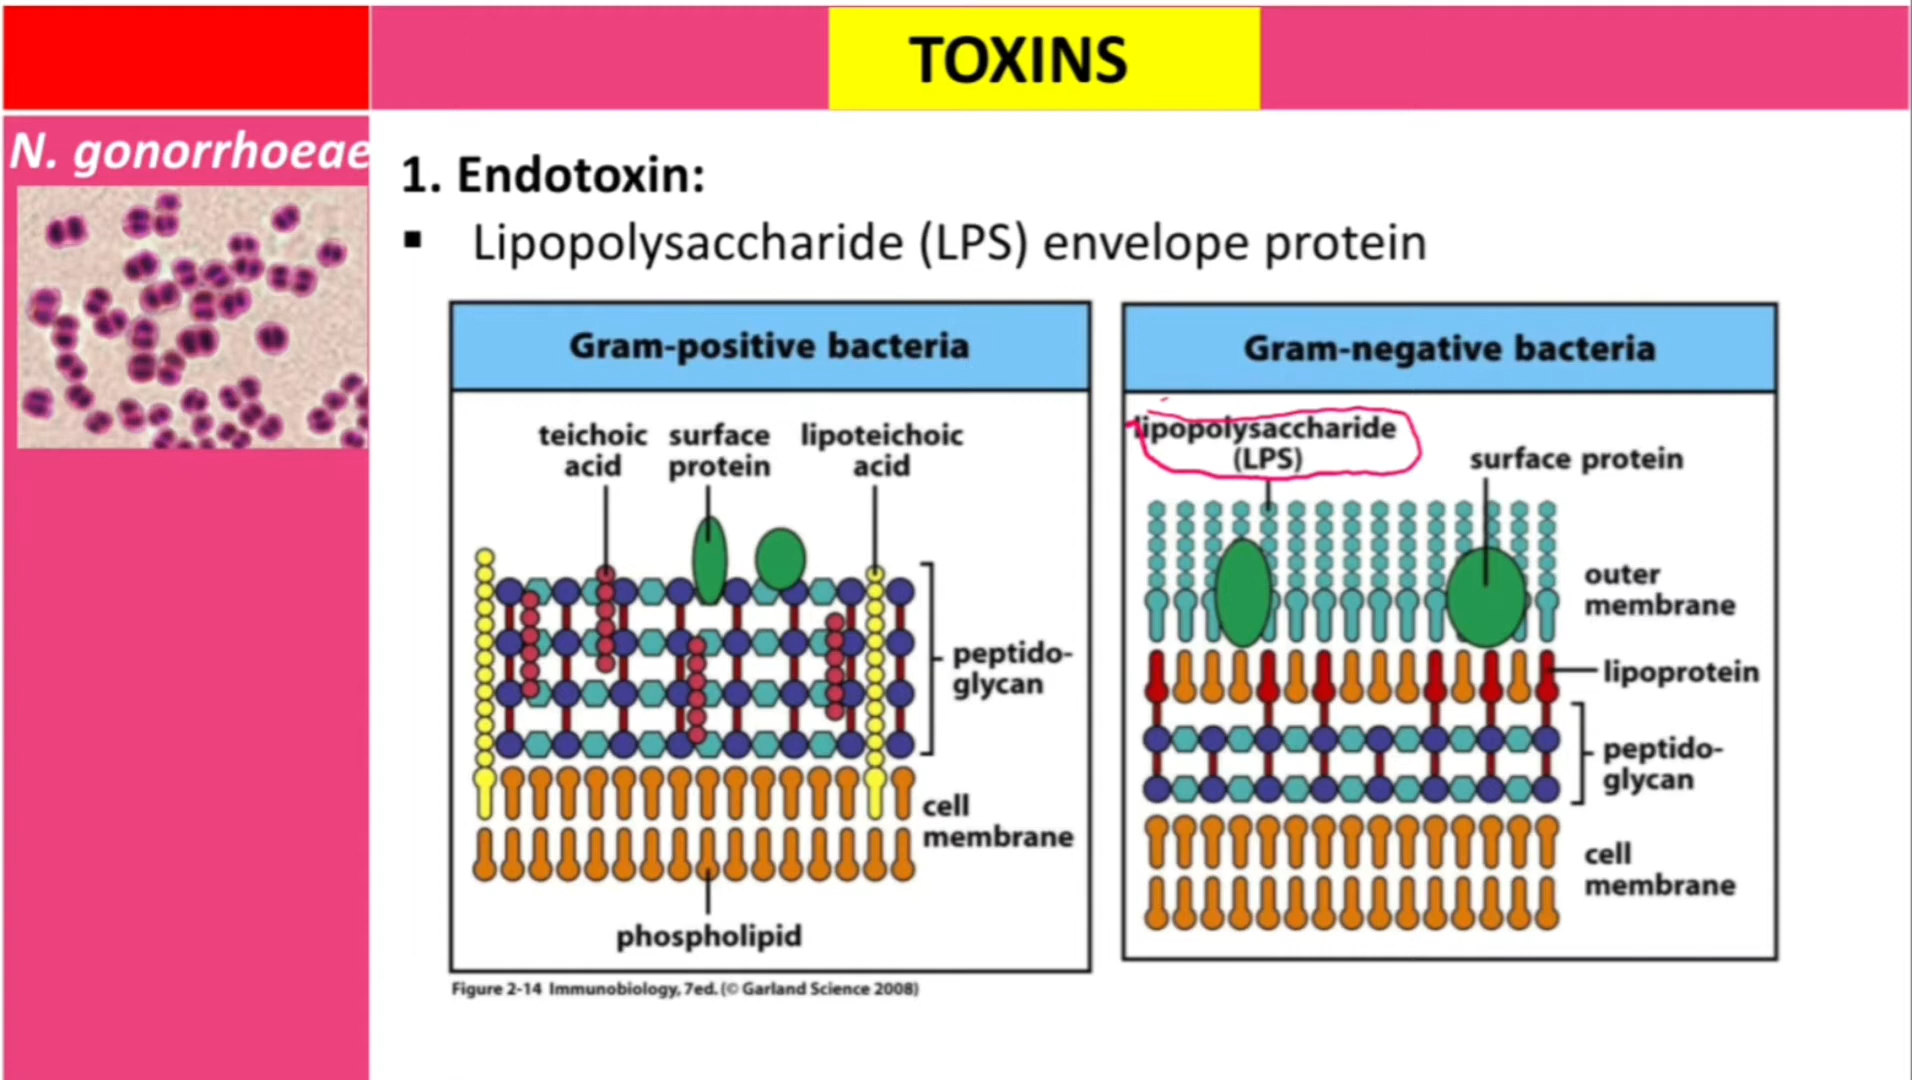 TOXINS
N. gonorrhoeae
1. Endotoxin:
▪ Lipopolysaccharide (LPS) envelope protein
Gram-positive bacteria
teichoic
acid
surface
protein
lipoteichoic
acid
peptido-
glycan
cell
membrane
phospholipid
Figure 2-14 Immunobiology, 7ed. (© Garland Science 2008)
Gram-negative bacteria
lipopolysaccharide
(LPS)
surface protein
outer
membrane
lipoprotein
peptido-
glycan
cell
membrane